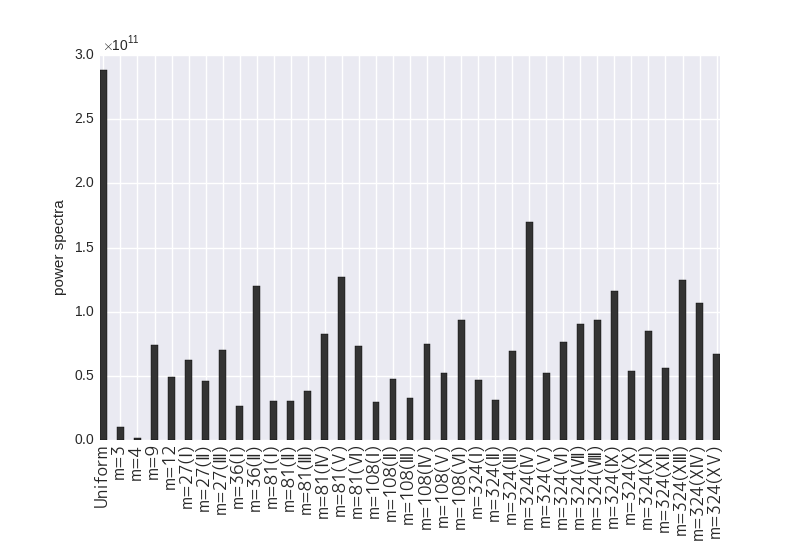 ×10¹¹
3.0
2.5
2.0
1.5
1.0
0.5
0.0
power spectra
Uniform
m=3
m=4
m=9
m=12
m=27(Ⅰ)
m=27(Ⅱ)
m=27(Ⅲ)
m=36(Ⅰ)
m=36(Ⅱ)
m=81(Ⅰ)
m=81(Ⅱ)
m=81(Ⅲ)
m=81(Ⅳ)
m=81(Ⅴ)
m=81(Ⅵ)
m=108(Ⅰ)
m=108(Ⅱ)
m=108(Ⅲ)
m=108(Ⅳ)
m=108(Ⅴ)
m=108(Ⅵ)
m=324(Ⅰ)
m=324(Ⅱ)
m=324(Ⅲ)
m=324(Ⅳ)
m=324(Ⅴ)
m=324(Ⅵ)
m=324(Ⅶ)
m=324(Ⅷ)
m=324(Ⅸ)
m=324(Ⅹ)
m=324(Ⅺ)
m=324(Ⅻ)
m=324(XIII)
m=324(XIV)
m=324(XV)